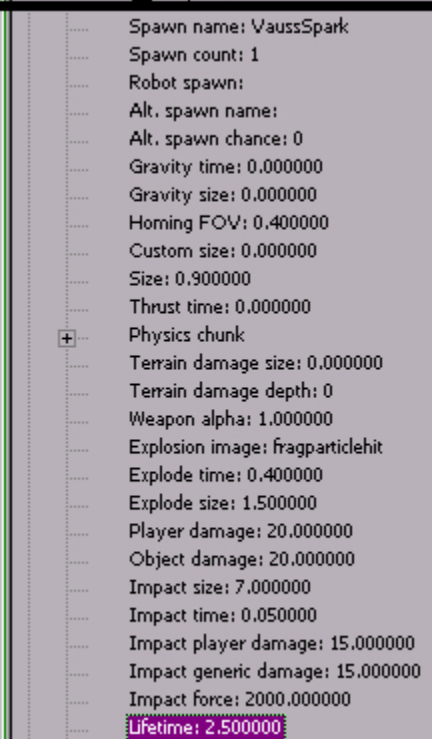 Spawn name: VaussSpark
Spawn count: 1
Robot spawn:
Alt. spawn name:
Alt. spawn chance: 0
Gravity time: 0.000000
Gravity size: 0.000000
Homing FOV: 0.400000
Custom size: 0.000000
Size: 0.900000
Thrust time: 0.000000
Physics chunk
Terrain damage size: 0.000000
Terrain damage depth: 0
Weapon alpha: 1.000000
Explosion image: fragparticlehit
Explode time: 0.400000
Explode size: 1.500000
Player damage: 20.000000
Object damage: 20.000000
Impact size: 7.000000
Impact time: 0.050000
Impact player damage: 15.000000
Impact generic damage: 15.000000
Impact force: 2000.000000
Lifetime: 2.500000